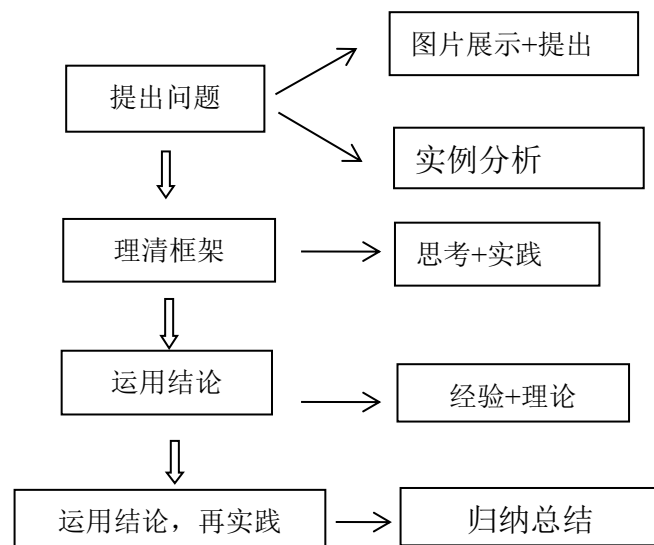 图片展示+提出
提出问题
实例分析
理清框架
思考+实践
运用结论
经验+理论
运用结论，再实践
归纳总结